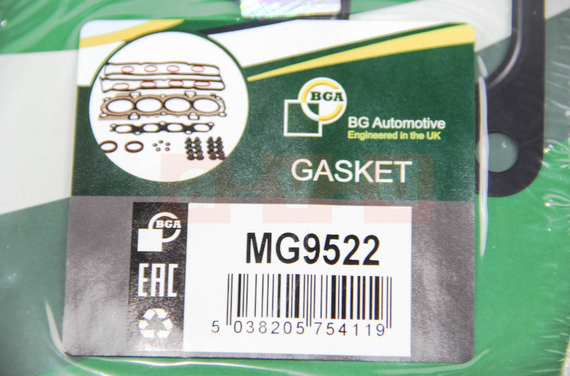 BGA
BG Automotive
Engineered in the UK
GASKET
BGA
MG9522
EAC
5 038205 754119